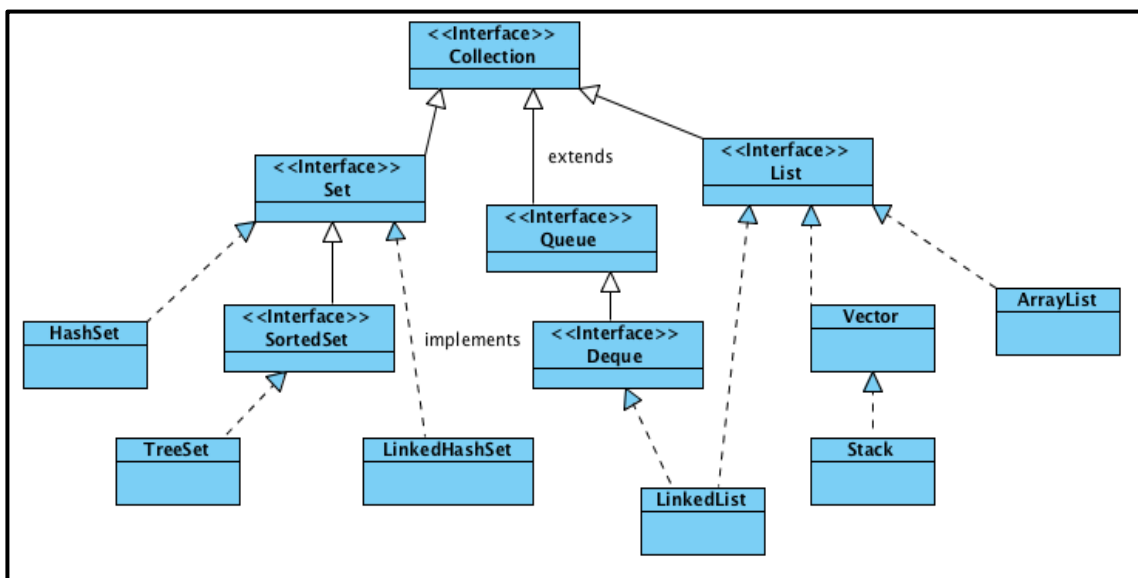 <<Interface>>
Collection
extends
<<Interface>>
Set
<<Interface>>
List
<<Interface>>
Queue
HashSet
<<Interface>>
SortedSet
implements
<<Interface>>
Deque
Vector
ArrayList
TreeSet
LinkedHashSet
LinkedList
Stack